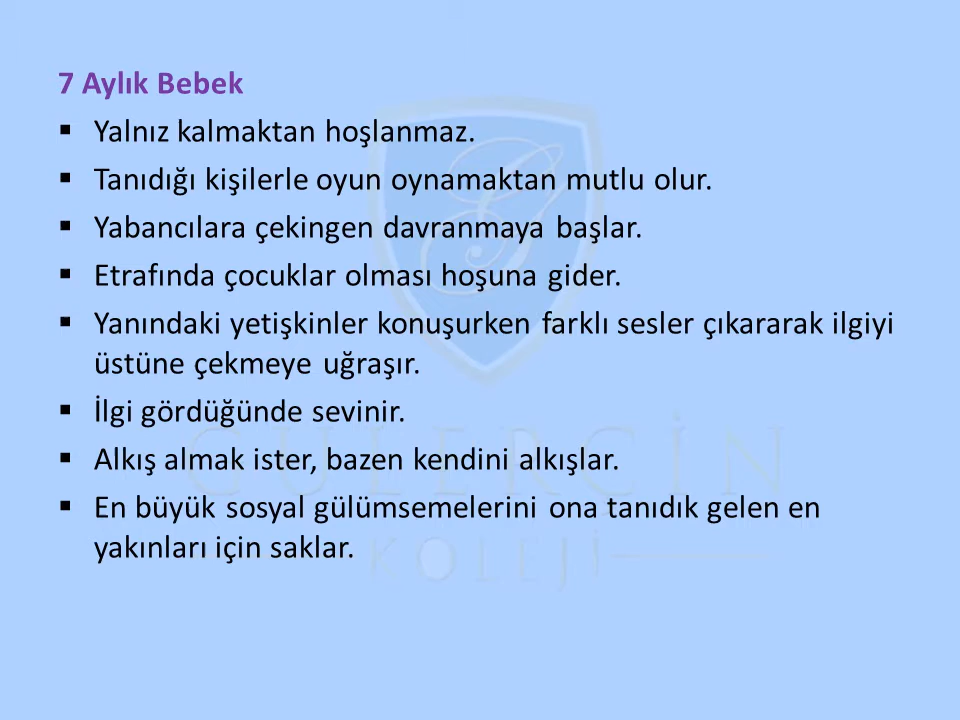 7 Aylık Bebek
▪ Yalnız kalmaktan hoşlanmaz.
▪ Tanıdığı kişilerle oyun oynamaktan mutlu olur.
▪ Yabancılara çekingen davranmaya başlar.
▪ Etrafında çocuklar olması hoşuna gider.
▪ Yanındaki yetişkinler konuşurken farklı sesler çıkararak ilgiyi
üstüne çekmeye uğraşır.
▪ İlgi gördüğünde sevinir.
▪ Alkış almak ister, bazen kendini alkışlar.
▪ En büyük sosyal gülümsemelerini ona tanıdık gelen en
yakınları için saklar.
GÜLERÇİN
KOLEJİ